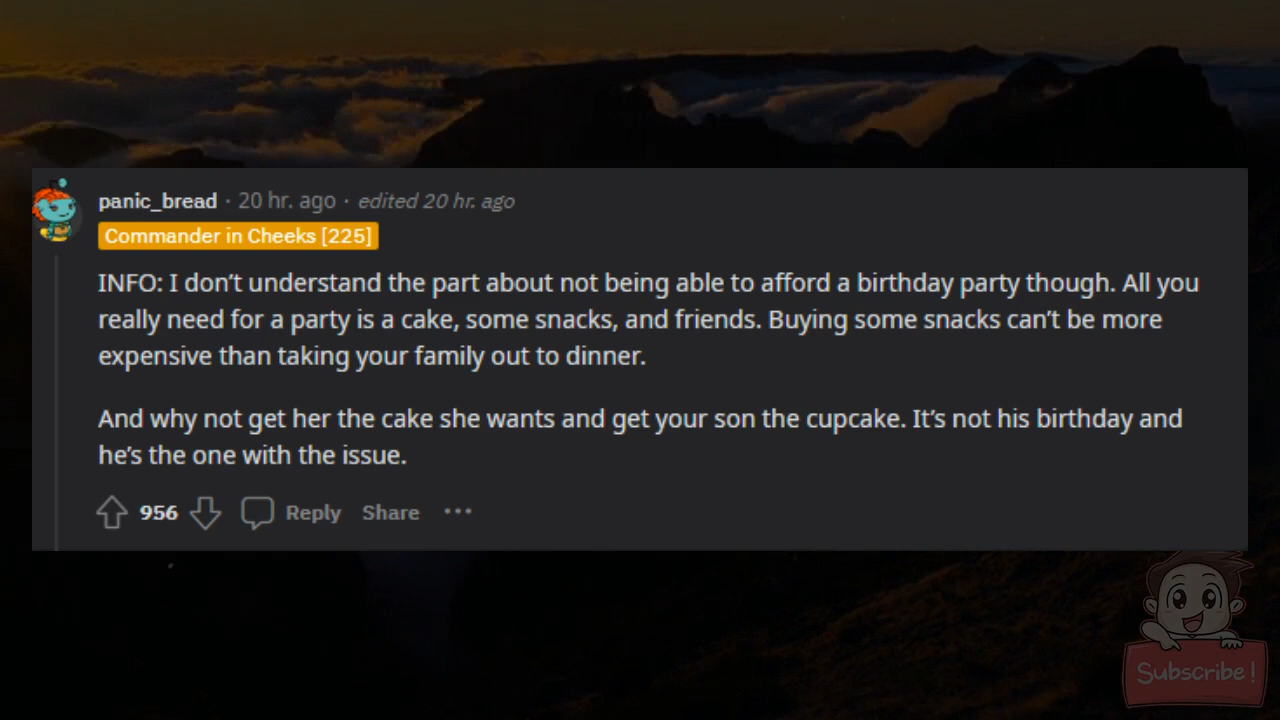 panic_bread · 20 hr. ago · edited 20 hr. ago
Commander in Cheeks [225]
INFO: I don’t understand the part about not being able to afford a birthday party though. All you
really need for a party is a cake, some snacks, and friends. Buying some snacks can’t be more
expensive than taking your family out to dinner.
And why not get her the cake she wants and get your son the cupcake. It’s not his birthday and
he’s the one with the issue.
956 Reply Share ···
Subscribe!